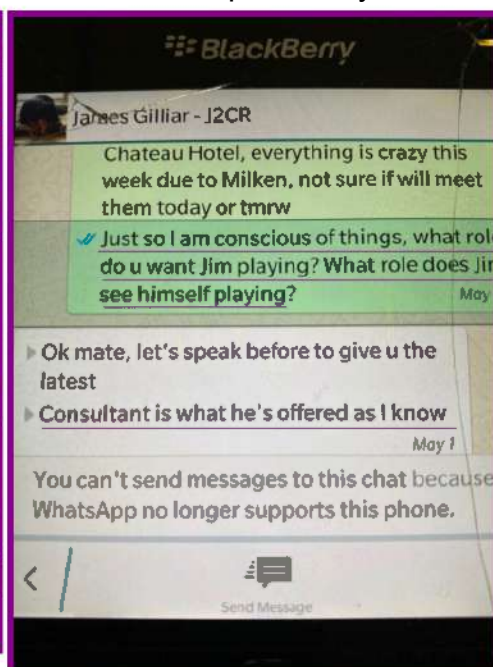 BlackBerry
James Gilliar - J2CR
Chateau Hotel, everything is crazy this
week due to Milken, not sure if will meet
them today or tmrw
Just so I am conscious of things, what rol
do u want Jim playing? What role does Jir
see himself playing?
May
Ok mate, let's speak before to give u the
latest
Consultant is what he's offered as I know
May 1
You can't send messages to this chat because
WhatsApp no longer supports this phone.
Send Message